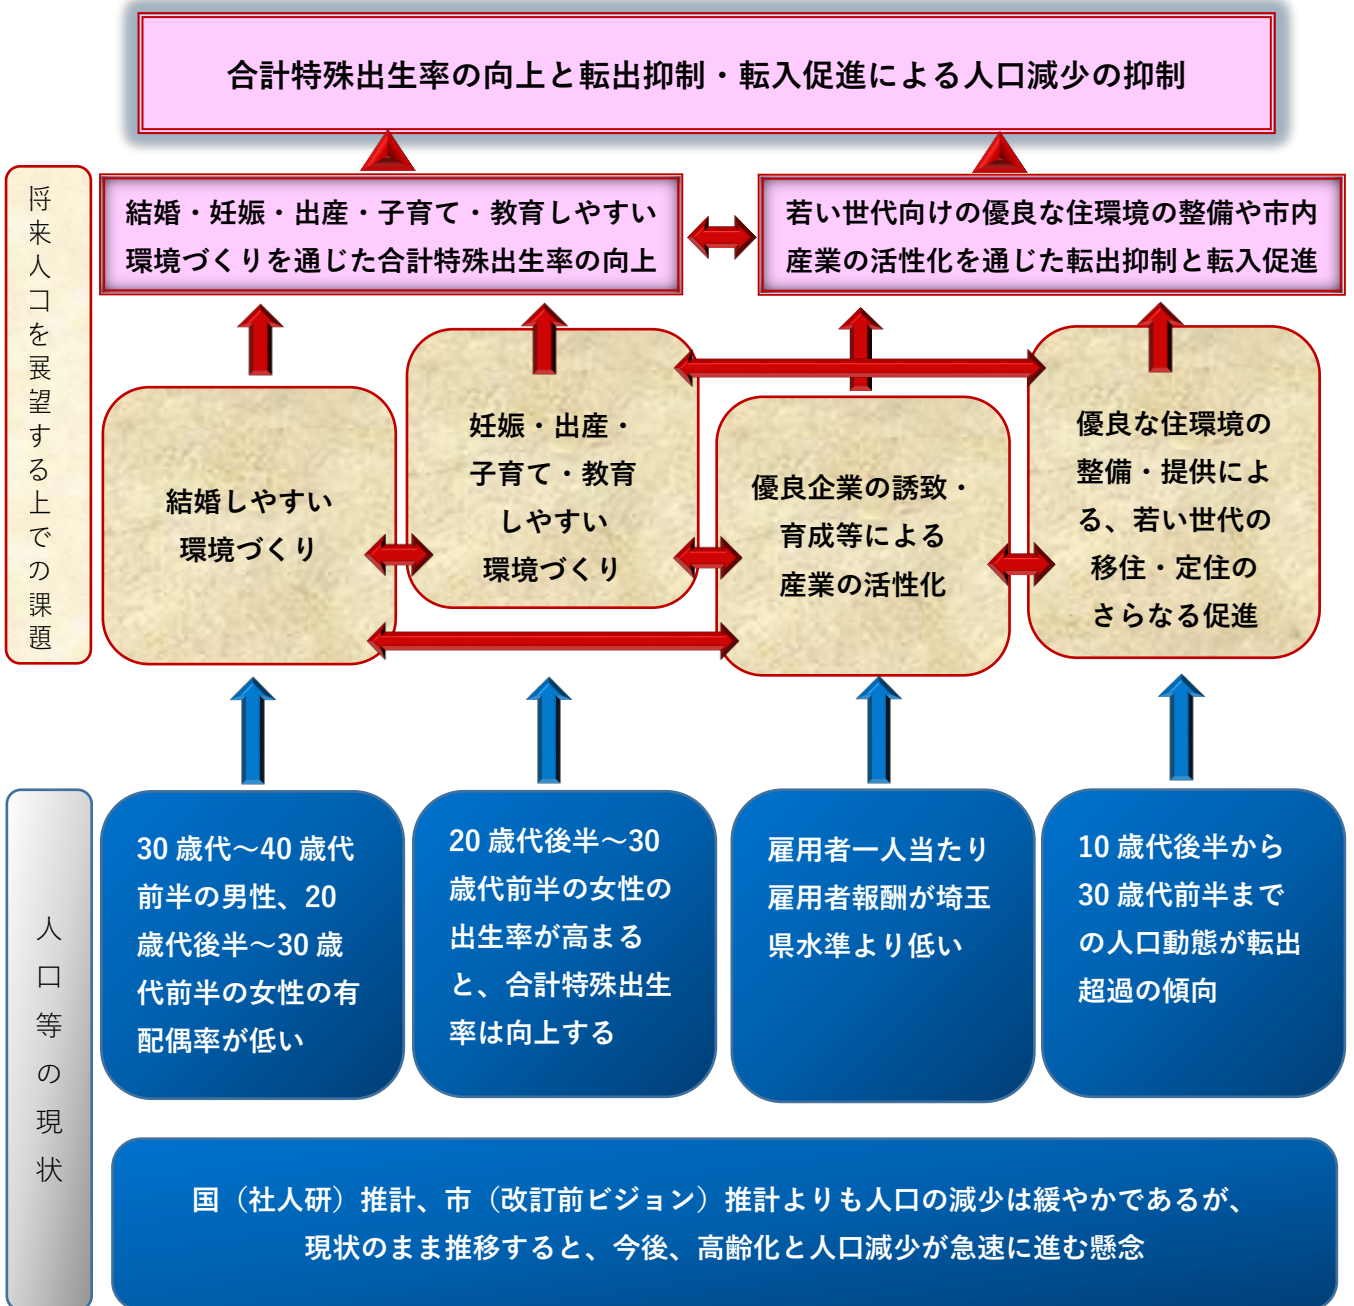 合計特殊出生率の向上と転出抑制・転入促進による人口減少の抑制
将来人口を展望する上での課題
結婚・妊娠・出産・子育て・教育しやすい
環境づくりを通じた合計特殊出生率の向上
若い世代向けの優良な住環境の整備や市内
産業の活性化を通じた転出抑制と転入促進
結婚しやすい
環境づくり
妊娠・出産・
子育て・教育
しやすい
環境づくり
優良企業の誘致・
育成等による
産業の活性化
優良な住環境の
整備・提供によ
る、若い世代の
移住・定住の
さらなる促進
人口等の現状
30 歳代～40 歳代
前半の男性、20
歳代後半～30 歳
代前半の女性の有
配偶率が低い
20 歳代後半～30
歳代前半の女性の
出生率が高まる
と、合計特殊出生
率は向上する
雇用者一人当たり
雇用者報酬が埼玉
県水準より低い
10 歳代後半から
30 歳代前半まで
の人口動態が転出
超過の傾向
国（社人研）推計、市（改訂前ビジョン）推計よりも人口の減少は緩やかであるが、
現状のまま推移すると、今後、高齢化と人口減少が急速に進む懸念